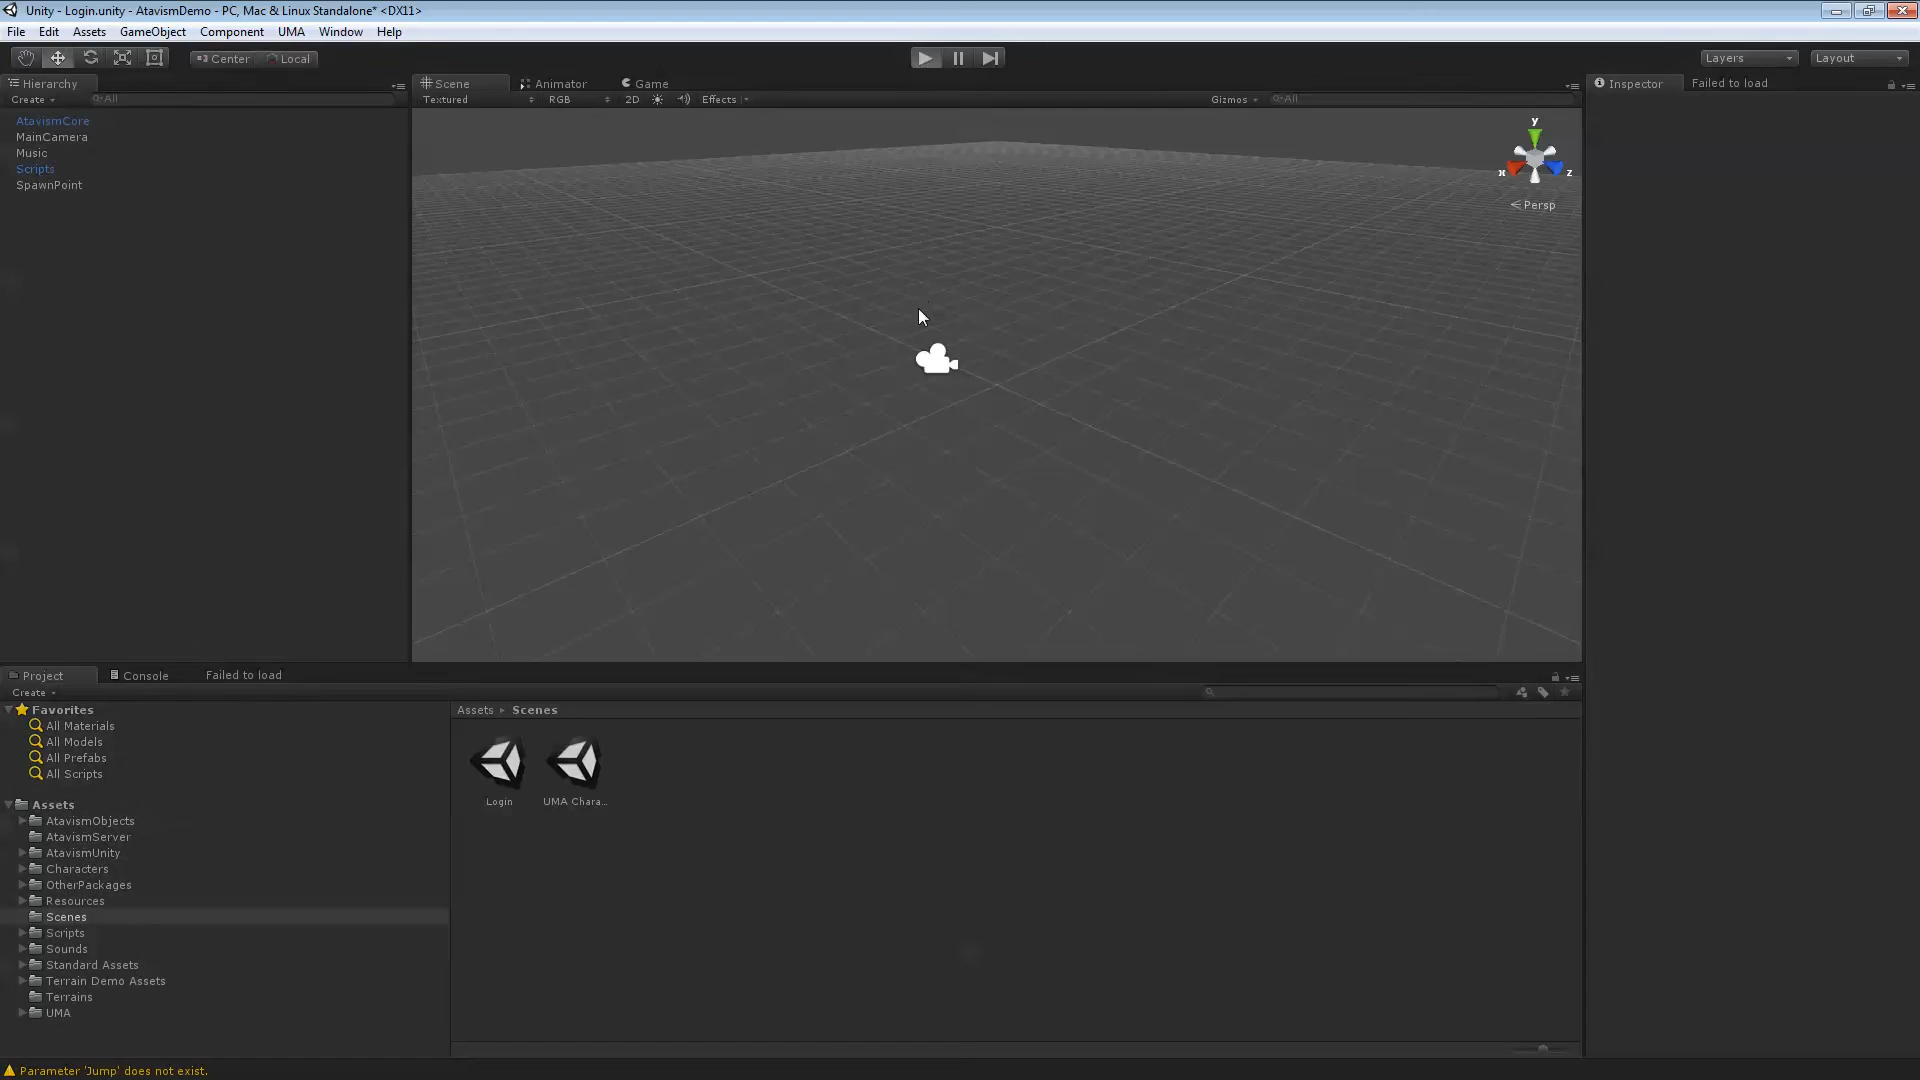 Unity - Login.unity - AtavismDemo - PC, Mac & Linux Standalone* <DX11>
File Edit Assets GameObject Component UMA Window Help
Center Local Layers Layout
Hierarchy
Create All
AtavismCore
MainCamera
Music
Scripts
SpawnPoint
Scene Animator Game
Textured RGB 2D Effects Gizmos All
y
x z
Persp
Inspector Failed to load
Project Console Failed to load
Create
Favorites
All Materials
All Models
All Prefabs
All Scripts
Assets
AtavismObjects
AtavismServer
AtavismUnity
Characters
OtherPackages
Resources
Scenes
Scripts
Sounds
Standard Assets
Terrain Demo Assets
Terrains
UMA
Assets ▸ Scenes
Login UMA Chara...
Parameter 'Jump' does not exist.